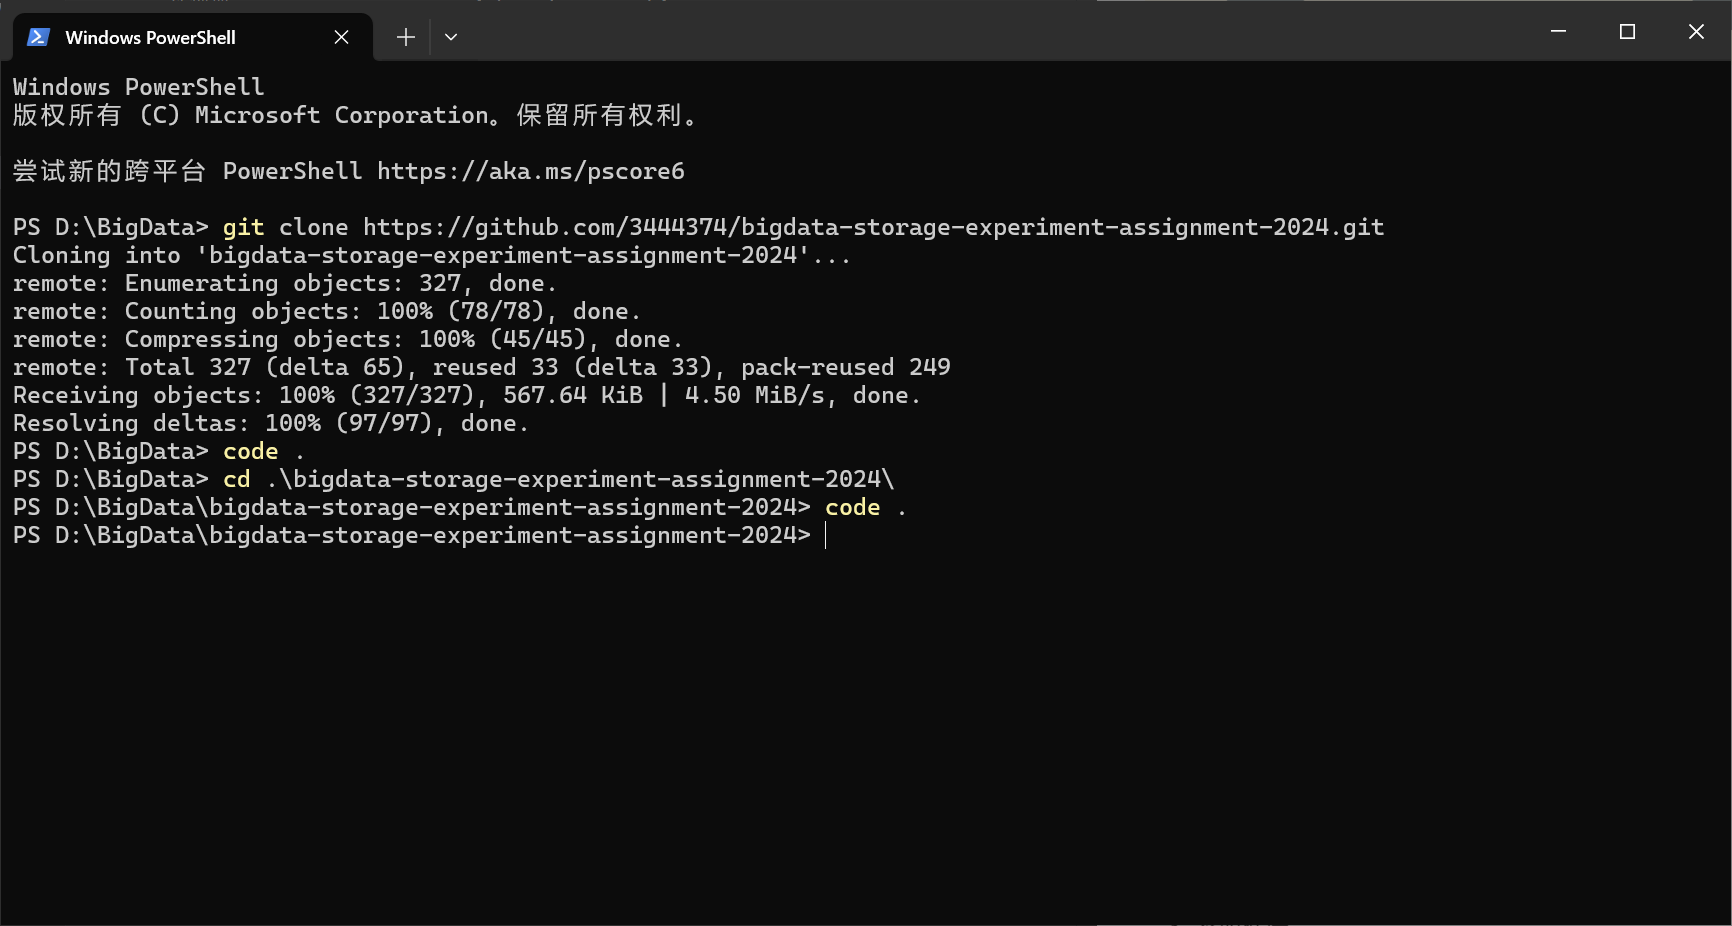 Windows PowerShell
Windows PowerShell
版权所有 (C) Microsoft Corporation。保留所有权利。
尝试新的跨平台 PowerShell https://aka.ms/pscore6
PS D:\BigData> git clone https://github.com/3444374/bigdata-storage-experiment-assignment-2024.git
Cloning into 'bigdata-storage-experiment-assignment-2024'...
remote: Enumerating objects: 327, done.
remote: Counting objects: 100% (78/78), done.
remote: Compressing objects: 100% (45/45), done.
remote: Total 327 (delta 65), reused 33 (delta 33), pack-reused 249
Receiving objects: 100% (327/327), 567.64 KiB | 4.50 MiB/s, done.
Resolving deltas: 100% (97/97), done.
PS D:\BigData> code .
PS D:\BigData> cd .\bigdata-storage-experiment-assignment-2024\
PS D:\BigData\bigdata-storage-experiment-assignment-2024> code .
PS D:\BigData\bigdata-storage-experiment-assignment-2024>